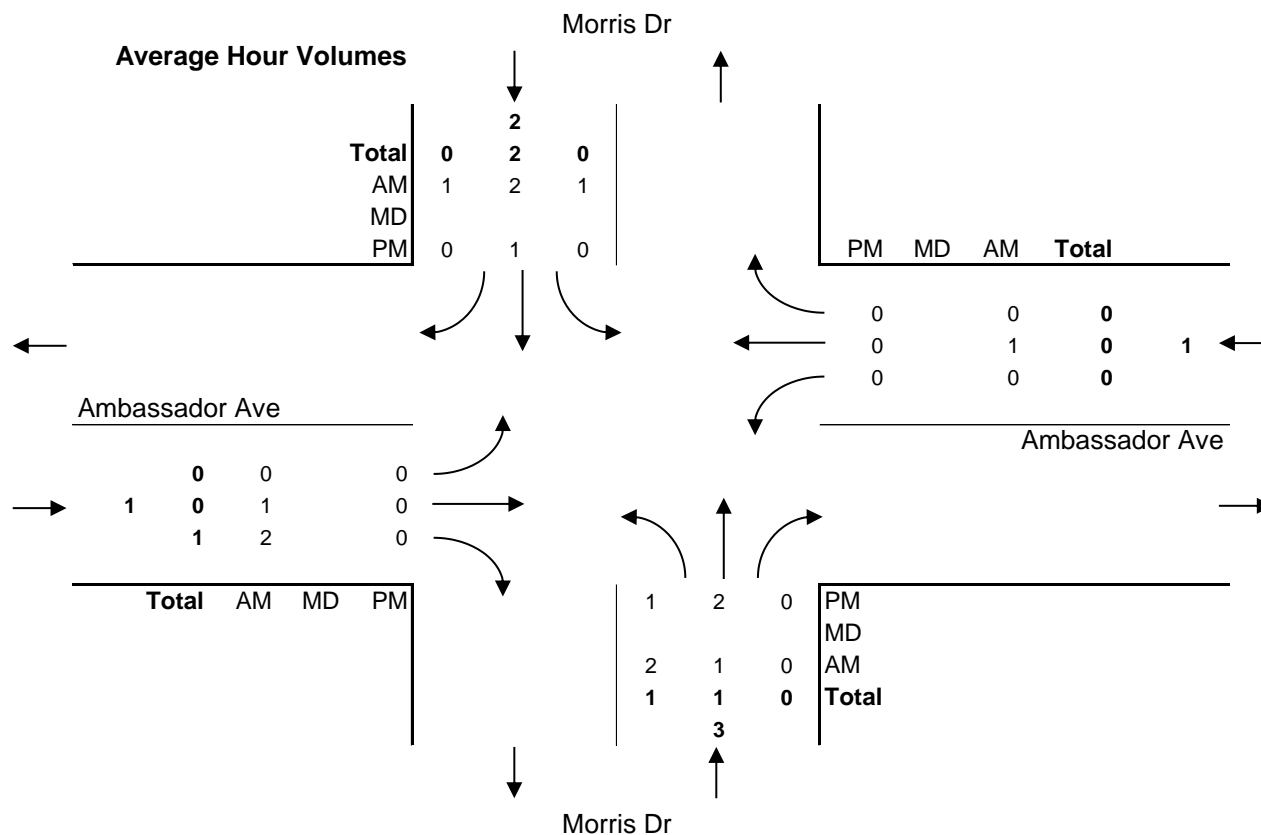 Morris Dr
Average Hour Volumes
2
Total 0 2 0
AM 1 2 1
MD
PM 0 1 0
PM MD AM Total
0 0 0
0 1 0 1
0 0 0
Ambassador Ave
Ambassador Ave
0 0 0
1 0 1 0
1 2 0
Total AM MD PM
1 2 0 PM
MD
2 1 0 AM
1 1 0 Total
3
Morris Dr